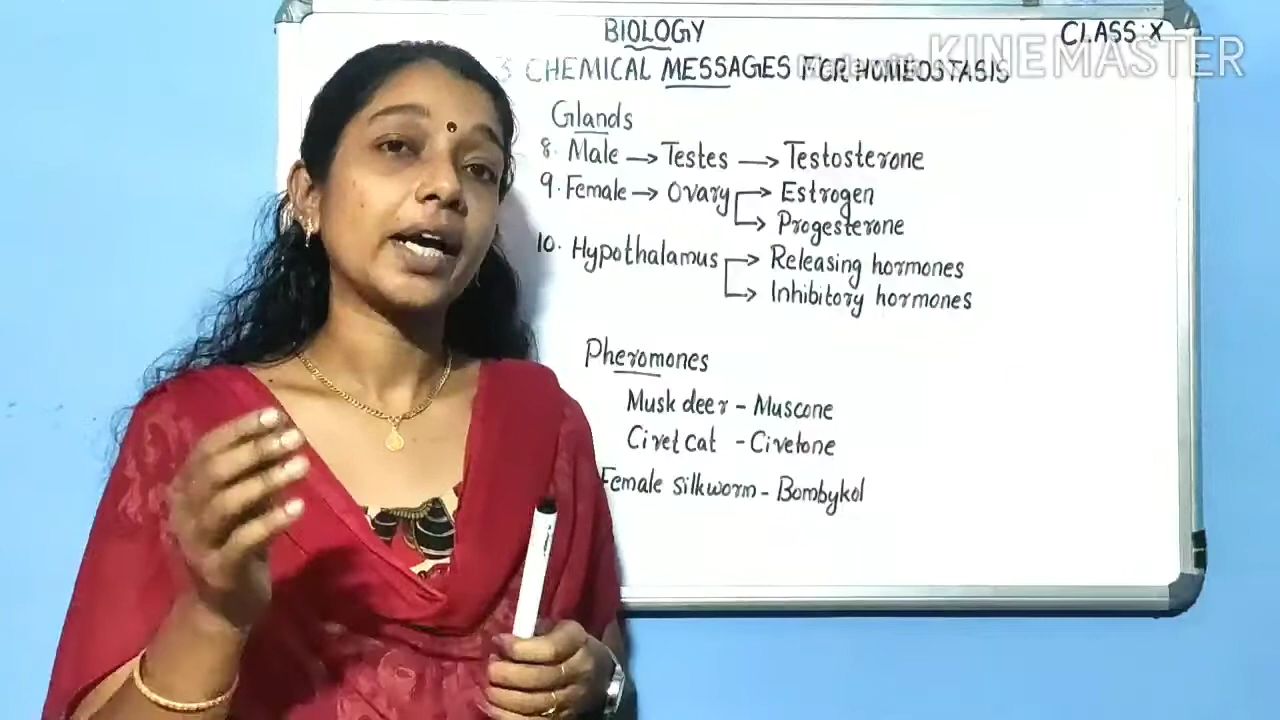 BIOLOGY
CLASS: X
3 CHEMICAL MESSAGES FOR HOMEOSTASIS
KINEMASTER
Glands
8. Male → Testes → Testosterone
9. Female → Ovary → Estrogen
→ Progesterone
10. Hypothalamus → Releasing hormones
→ Inhibitory hormones
Pheromones
Musk deer - Muscone
Civet cat - Civetone
Female silkworm - Bombykol